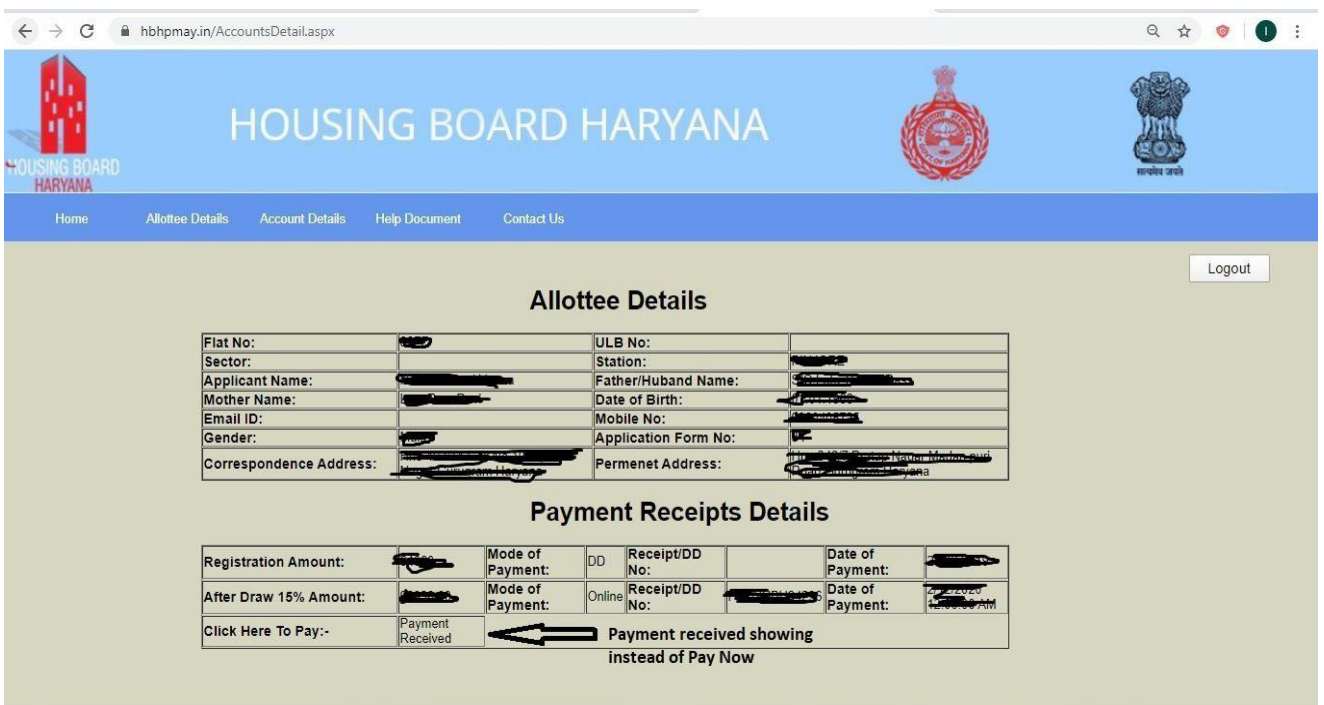 hbhpmay.in/AccountsDetail.aspx
I
HOUSING BOARD HARYANA
HOUSING BOARD
HARYANA
सत्यमेव जयते
Home Allottee Details Account Details Help Document Contact Us
Logout
Allottee Details
Flat No: ULB No:
Sector: Station:
Applicant Name: Father/Huband Name:
Mother Name: Date of Birth:
Email ID: Mobile No:
Gender: Application Form No:
Correspondence Address: Permenet Address:
Haryana
Payment Receipts Details
Registration Amount: Mode of Payment: DD Receipt/DD No: Date of Payment:
After Draw 15% Amount: Mode of Payment: Online Receipt/DD No: Date of Payment: AM
Click Here To Pay:- Payment Received
Payment received showing
instead of Pay Now